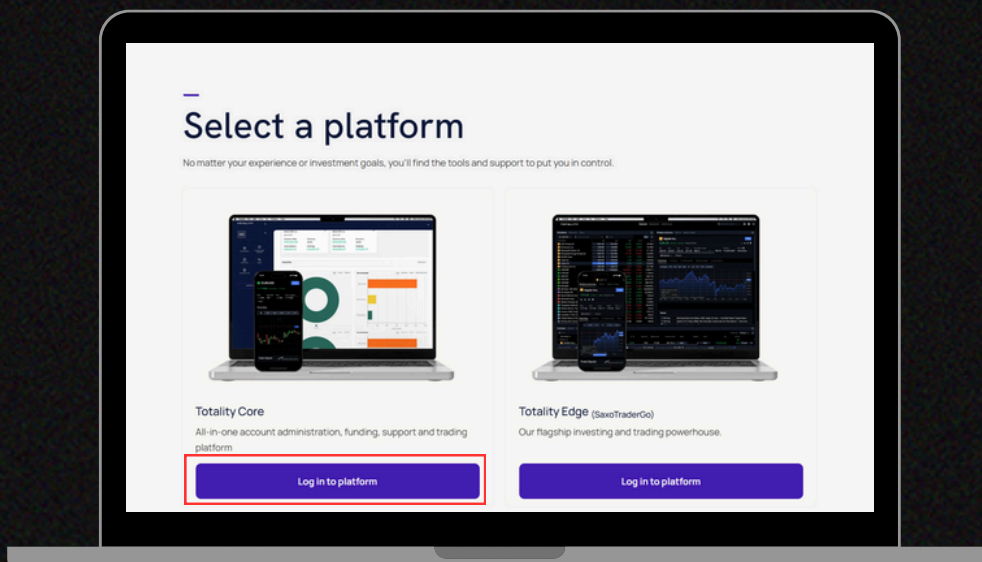 Select a platform
No matter your experience or investment goals, you'll find the tools and support to put you in control.
Totality Core
All-in-one account administration, funding, support and trading
platform
Log in to platform
Totality Edge (SaxoTraderGo)
Our flagship investing and trading powerhouse.
Log in to platform